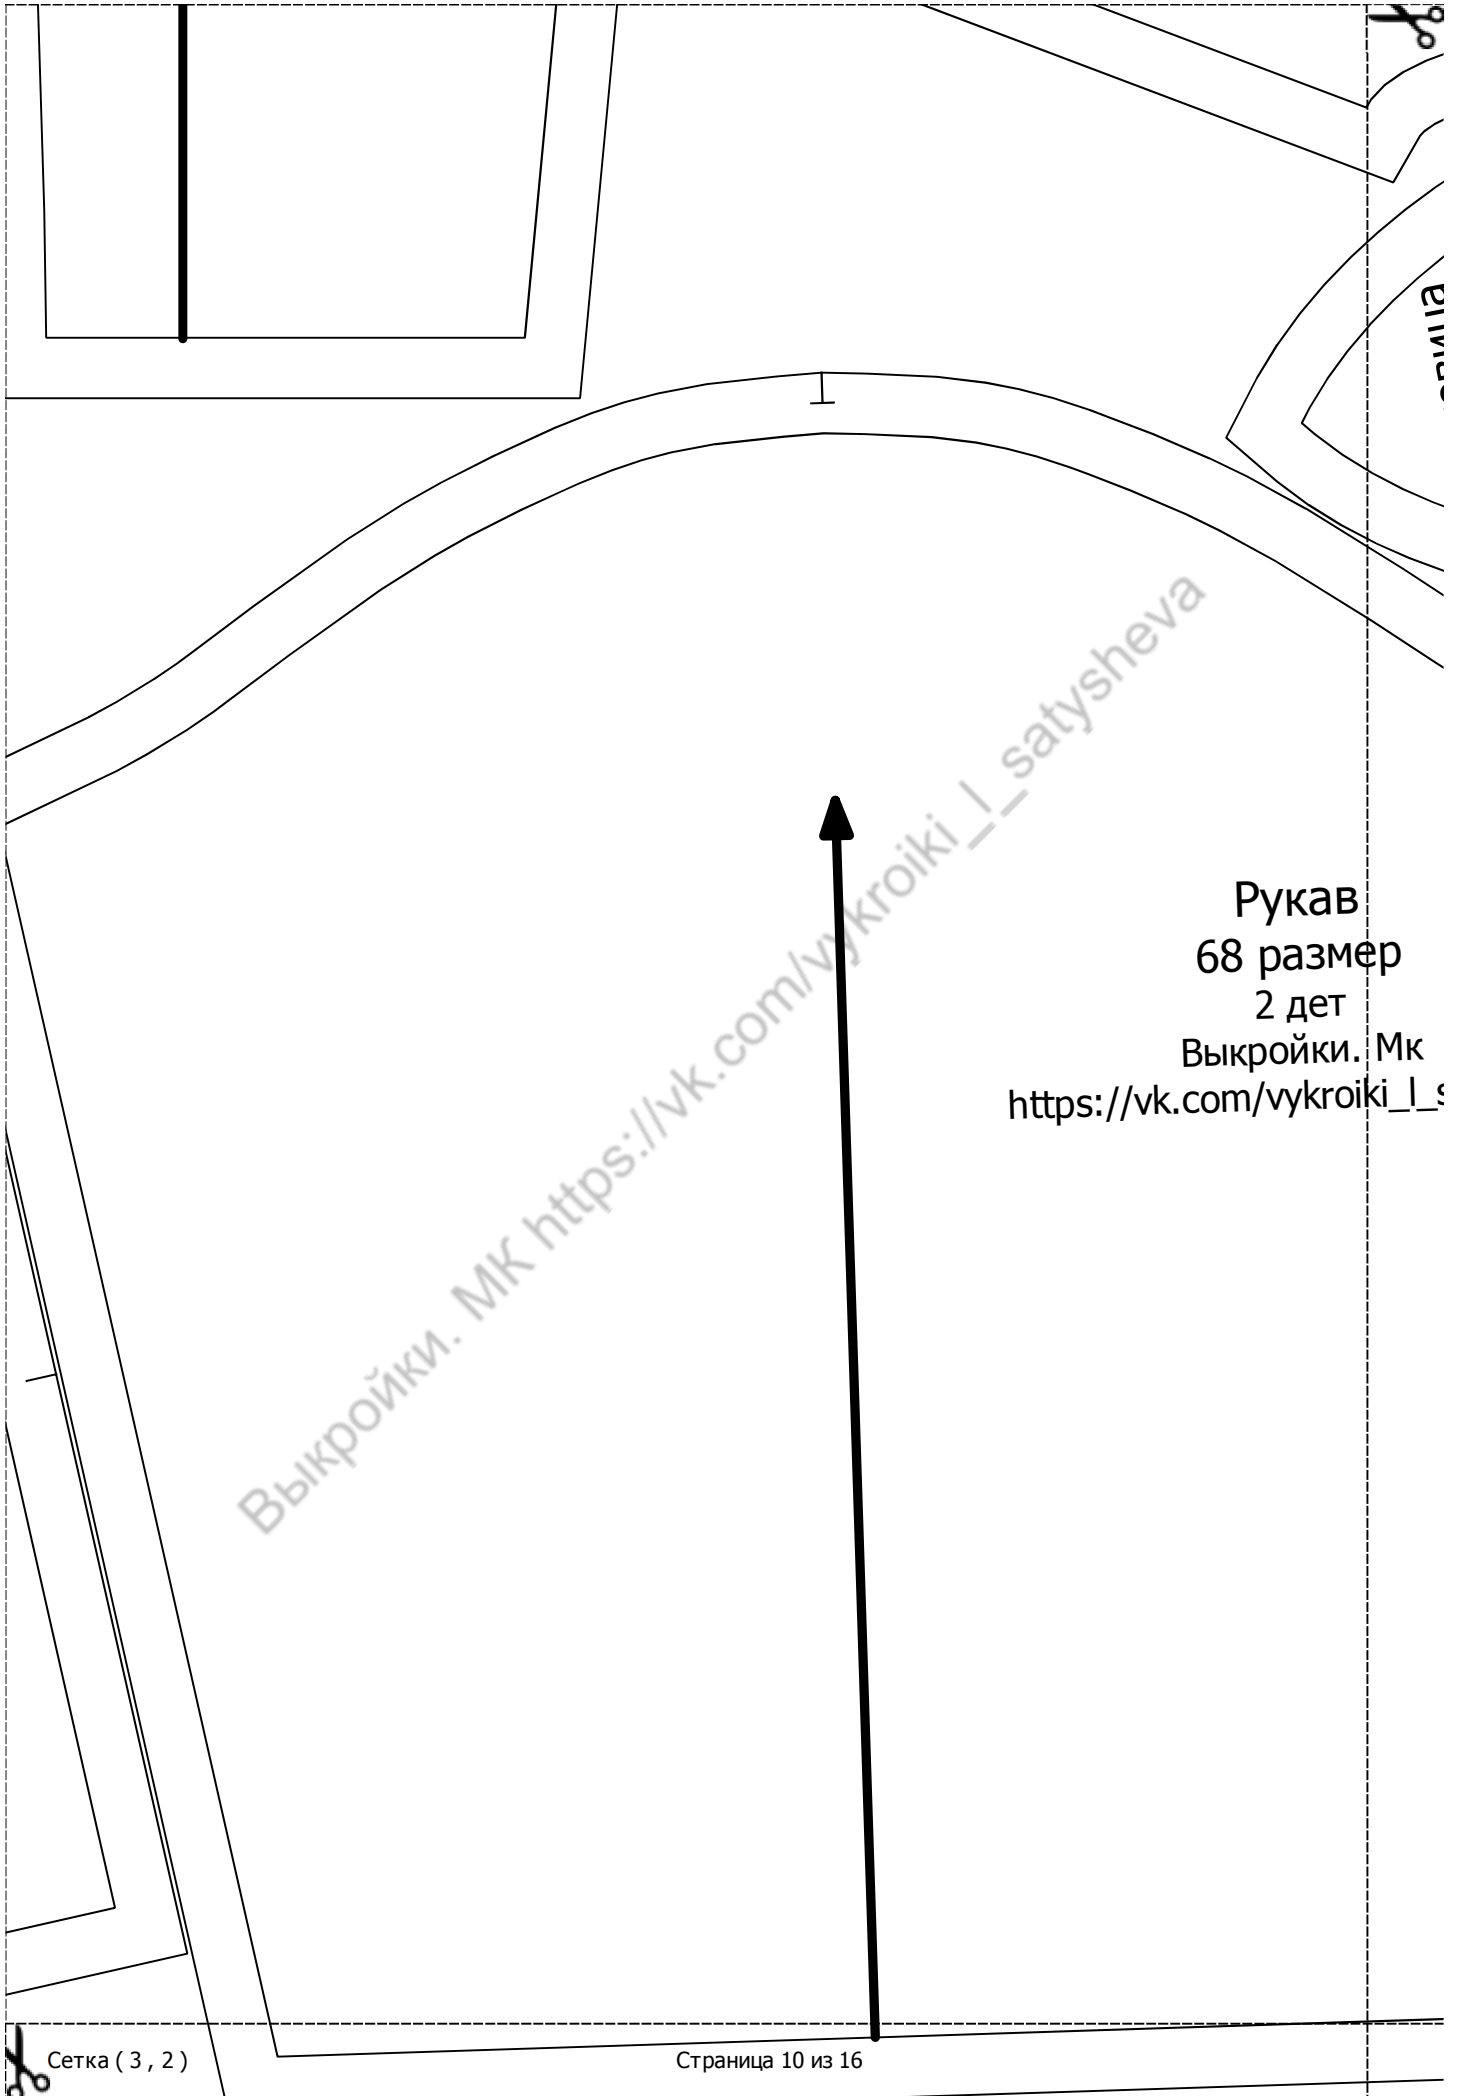 Рукав
68 размер
2 дет
Выкройки. Мк
https://vk.com/vykroiki_l_s
Выкройки. МК https://vk.com/vykroiki_l_satysheva
Сетка ( 3 , 2 )
Страница 10 из 16